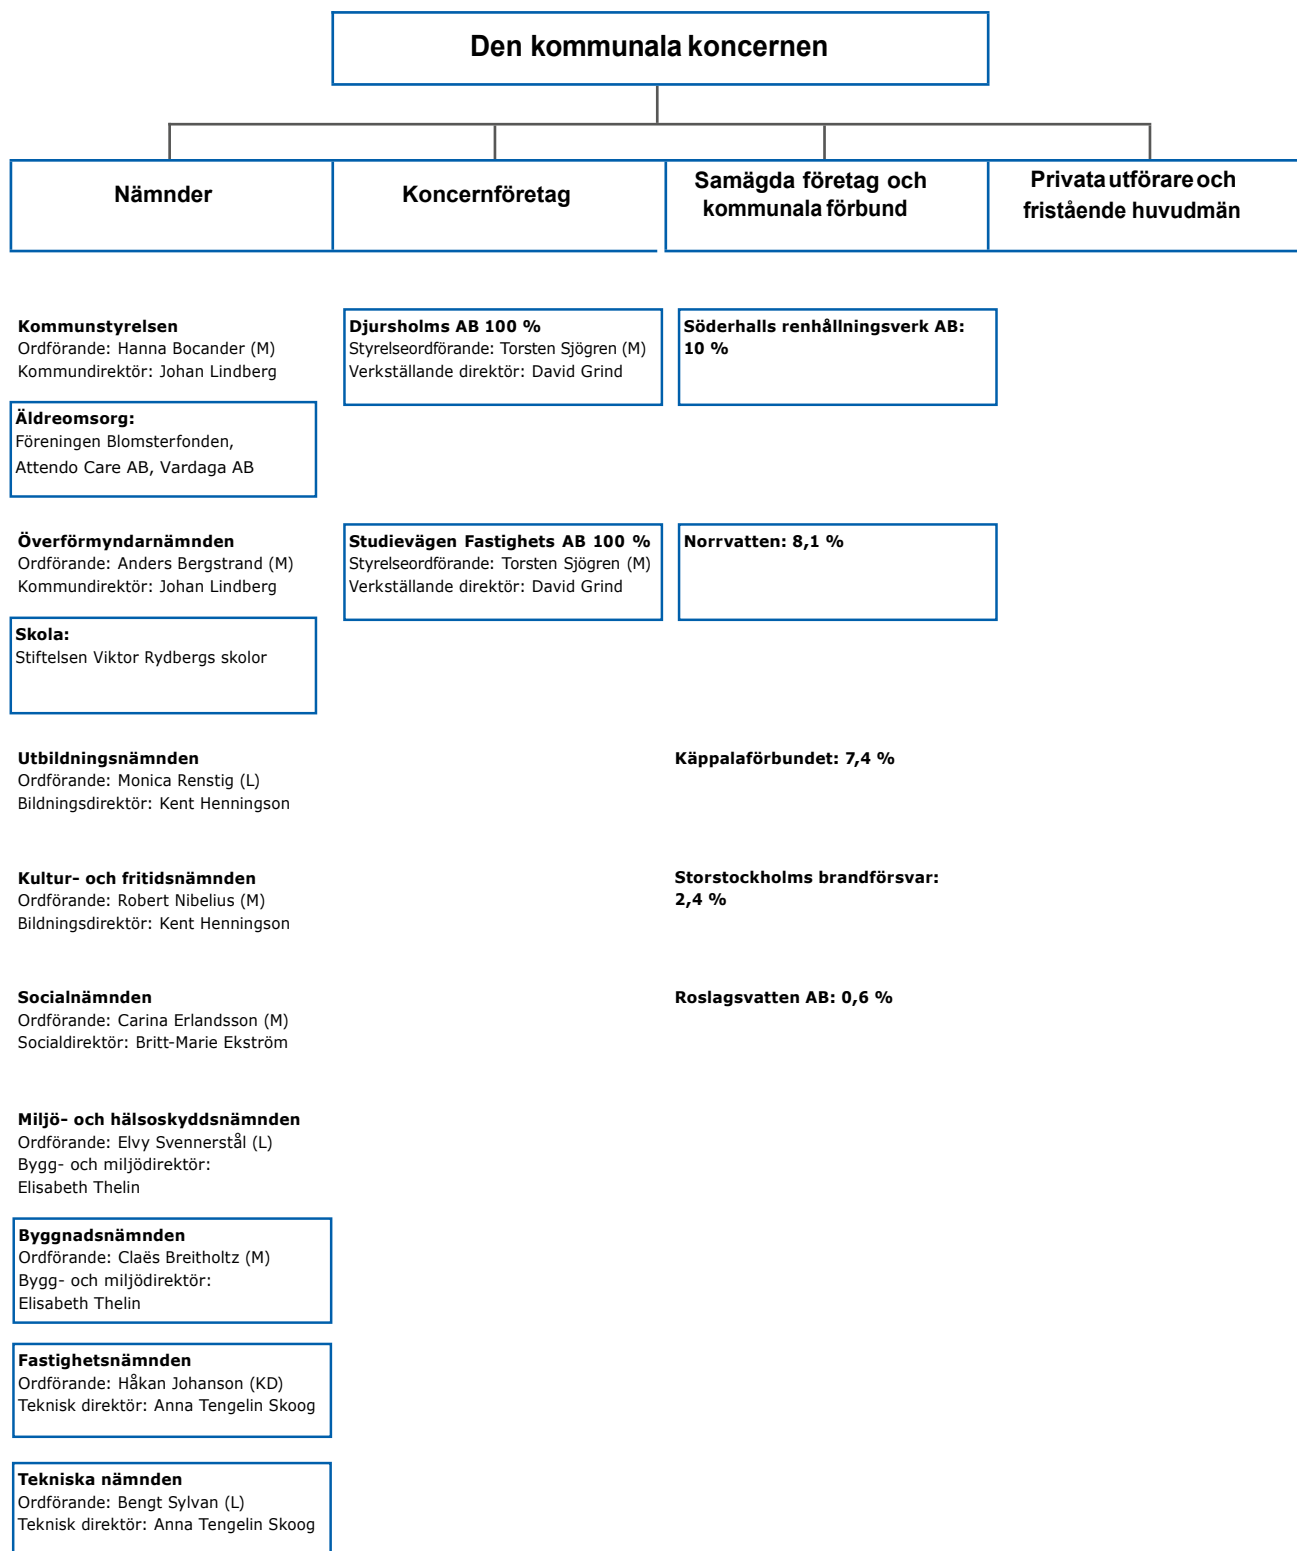 Den kommunala koncernen
Nämnder
Koncernföretag
Samägda företag och
kommunala förbund
Privata utförare och
fristående huvudmän
Kommunstyrelsen
Ordförande: Hanna Bocander (M)
Kommundirektör: Johan Lindberg
Djursholms AB 100 %
Styrelseordförande: Torsten Sjögren (M)
Verkställande direktör: David Grind
Söderhalls renhållningsverk AB:
10 %
Äldreomsorg:
Föreningen Blomsterfonden,
Attendo Care AB, Vardaga AB
Överförmyndarnämnden
Ordförande: Anders Bergstrand (M)
Kommundirektör: Johan Lindberg
Studievägen Fastighets AB 100 %
Styrelseordförande: Torsten Sjögren (M)
Verkställande direktör: David Grind
Norrvatten: 8,1 %
Skola:
Stiftelsen Viktor Rydbergs skolor
Utbildningsnämnden
Ordförande: Monica Renstig (L)
Bildningsdirektör: Kent Henningson
Käppalaförbundet: 7,4 %
Kultur- och fritidsnämnden
Ordförande: Robert Nibelius (M)
Bildningsdirektör: Kent Henningson
Storstockholms brandförsvar:
2,4 %
Socialnämnden
Ordförande: Carina Erlandsson (M)
Socialdirektör: Britt-Marie Ekström
Roslagsvatten AB: 0,6 %
Miljö- och hälsoskyddsnämnden
Ordförande: Elvy Svennerstål (L)
Bygg- och miljödirektör:
Elisabeth Thelin
Byggnadsnämnden
Ordförande: Claës Breitholtz (M)
Bygg- och miljödirektör:
Elisabeth Thelin
Fastighetsnämnden
Ordförande: Håkan Johanson (KD)
Teknisk direktör: Anna Tengelin Skoog
Tekniska nämnden
Ordförande: Bengt Sylvan (L)
Teknisk direktör: Anna Tengelin Skoog